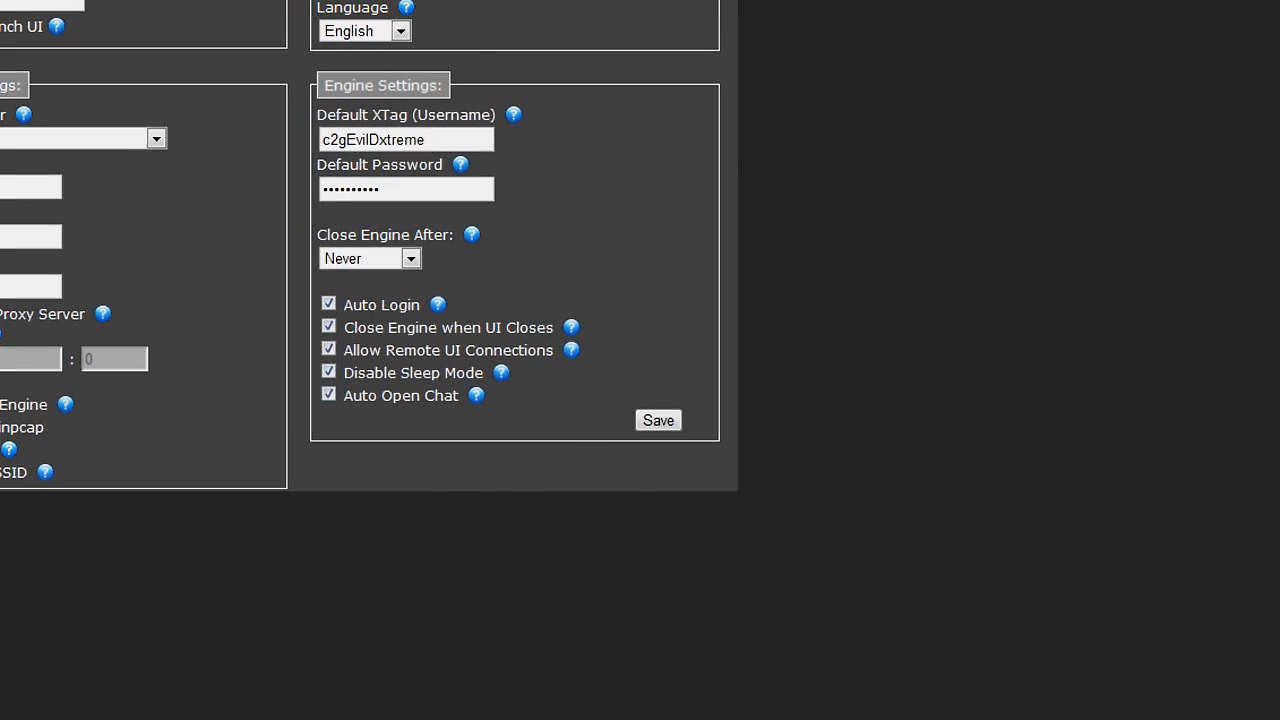 nch UI
gs:
r
:
0
Proxy Server
Engine
inpcap
SSID
Language
English
Engine Settings:
Default XTag (Username)
c2gEvilDxtreme
Default Password
••••••••••
Close Engine After:
Never
Auto Login
Close Engine when UI Closes
Allow Remote UI Connections
Disable Sleep Mode
Auto Open Chat
Save